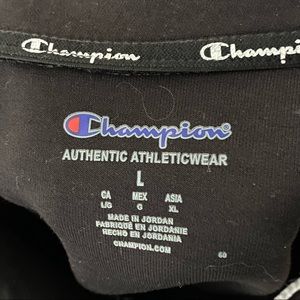 Champion Champion
Champion
AUTHENTIC ATHLETICWEAR
L
CA MEX ASIA
L/G G XL
MADE IN JORDAN
FABRIQUÉ EN JORDANIE
HECHO EN JORDANIA
CHAMPION.COM
60